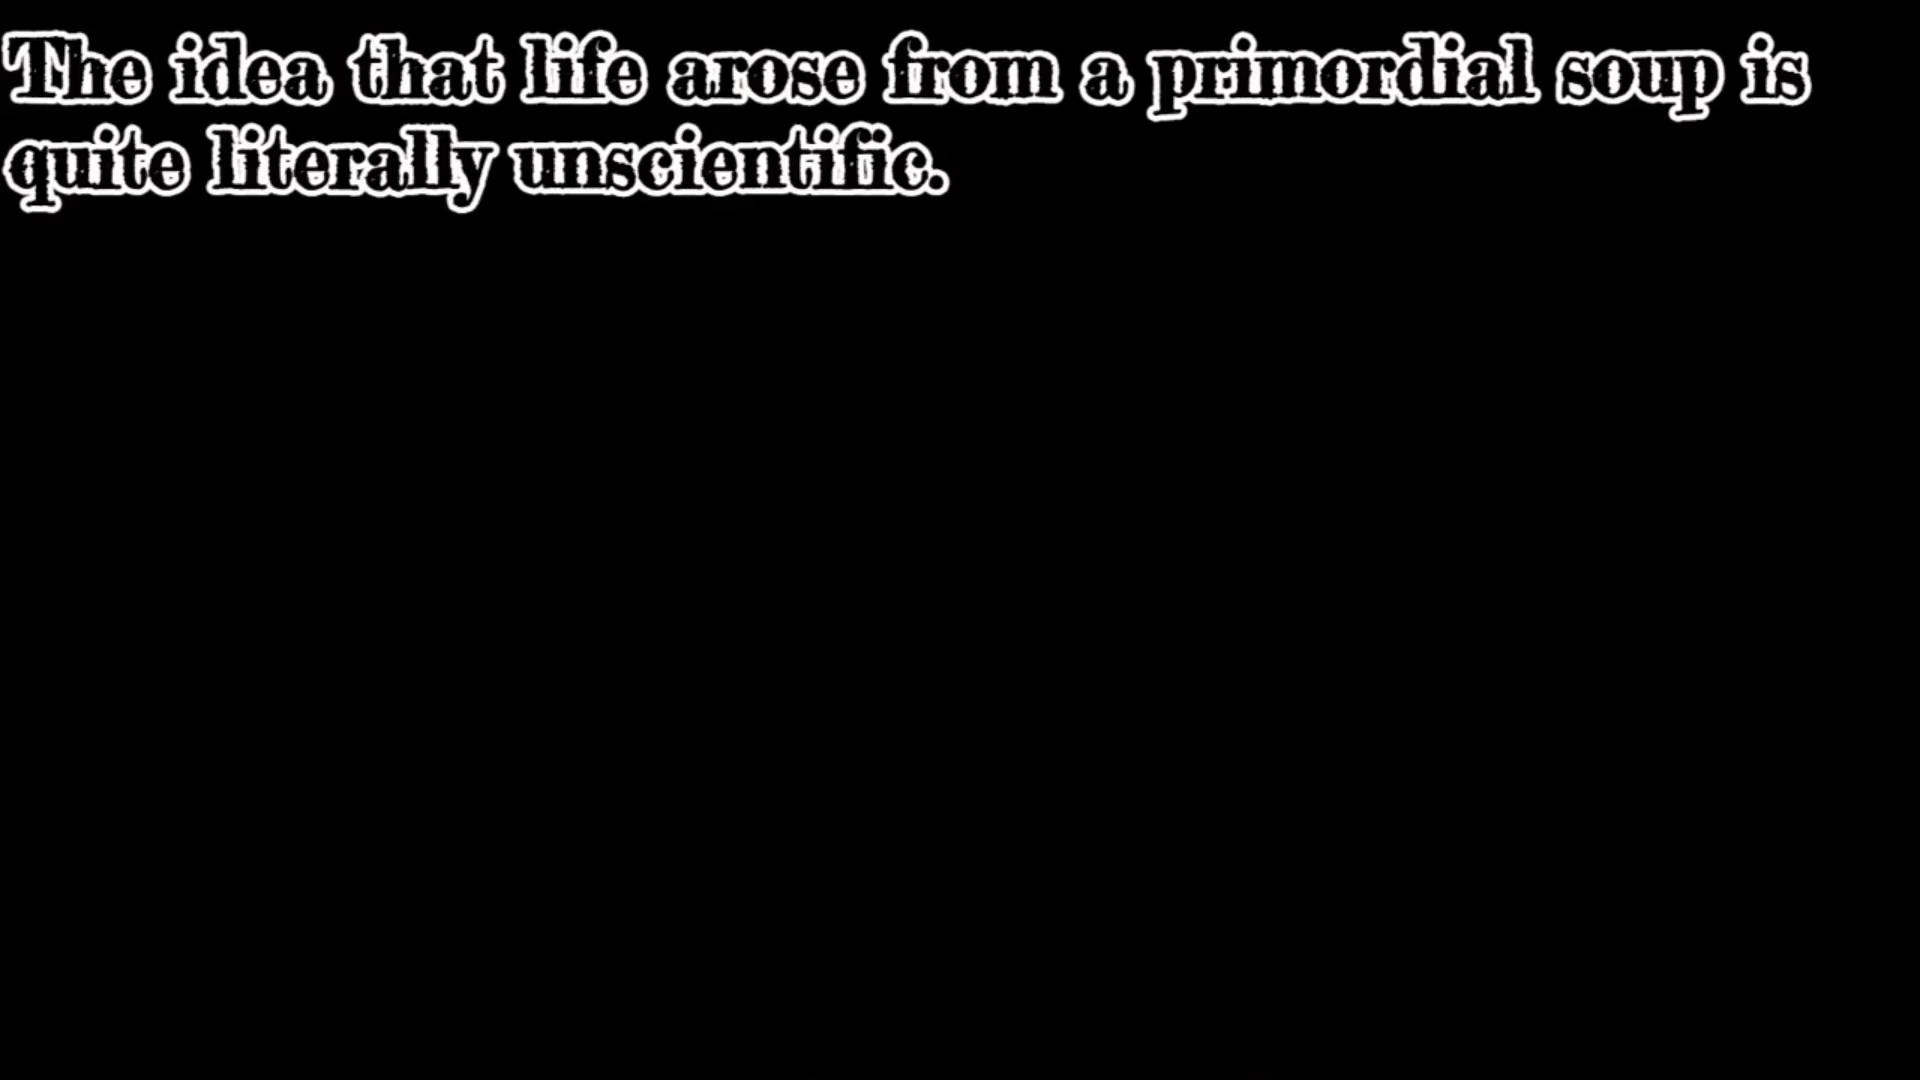 The idea that life arose from a primordial soup is
quite literally unscientific.